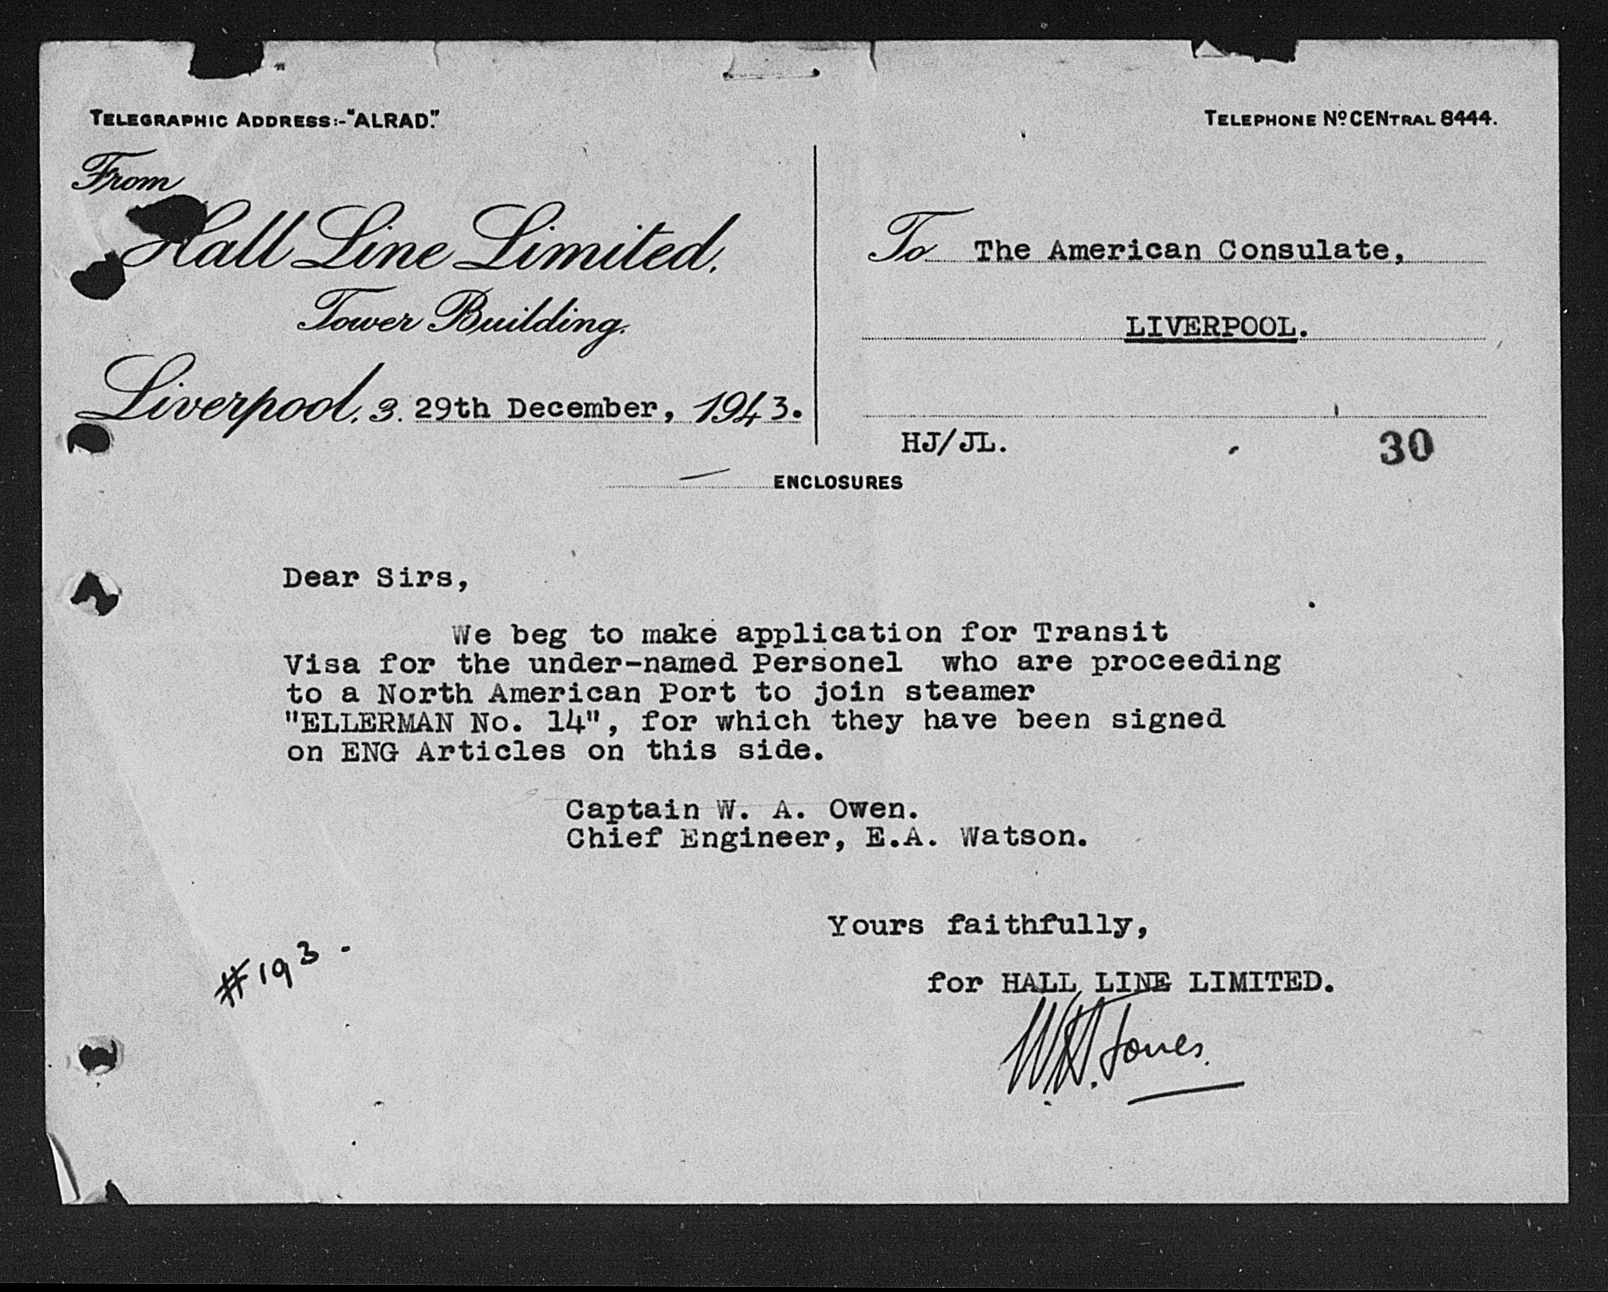 TELEGRAPHIC ADDRESS:-"ALRAD."
TELEPHONE Nº CENTRAL 8444.
From
Hall Line Limited.
Tower Building.
Liverpool, 3. 29th December, 1943.
To The American Consulate,
LIVERPOOL.
HJ/JL.
30
ENCLOSURES
Dear Sirs,
We beg to make application for Transit
Visa for the under-named Personel who are proceeding
to a North American Port to join steamer
"ELLERMAN No. 14", for which they have been signed
on ENG Articles on this side.
Captain W. A. Owen.
Chief Engineer, E.A. Watson.
Yours faithfully,
for HALL LINE LIMITED.
W.H. Jones.
#193-